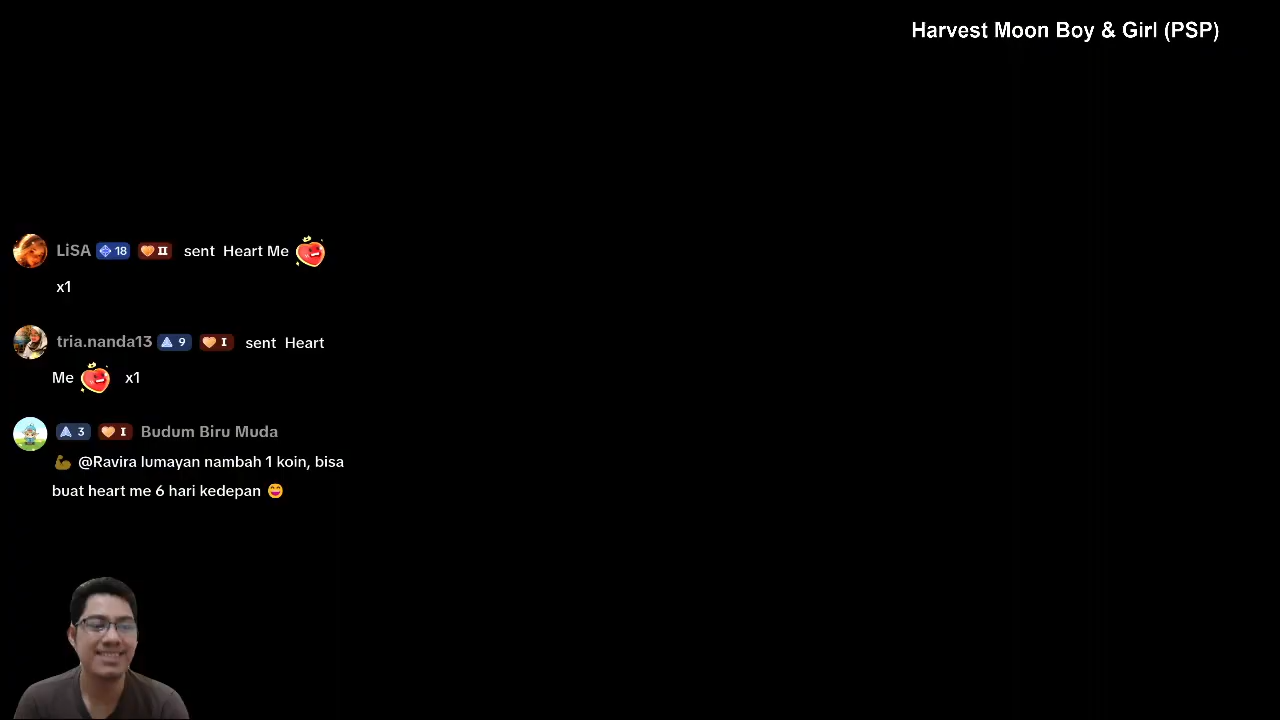 Harvest Moon Boy & Girl (PSP)
LiSA 18 II sent Heart Me
x1
tria.nanda13 9 I sent Heart
Me x1
3 I Budum Biru Muda
@Ravira lumayan nambah 1 koin, bisa
buat heart me 6 hari kedepan